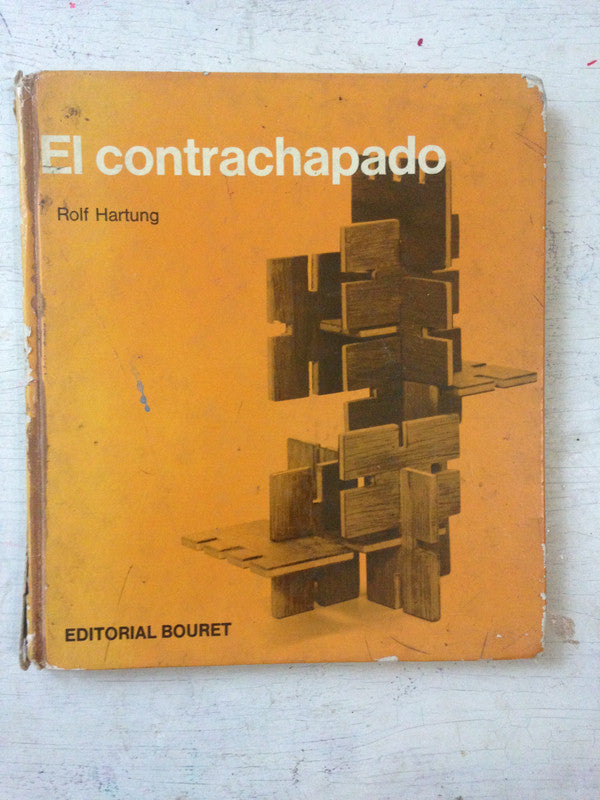 El contrachapado
Rolf Hartung
EDITORIAL BOURET